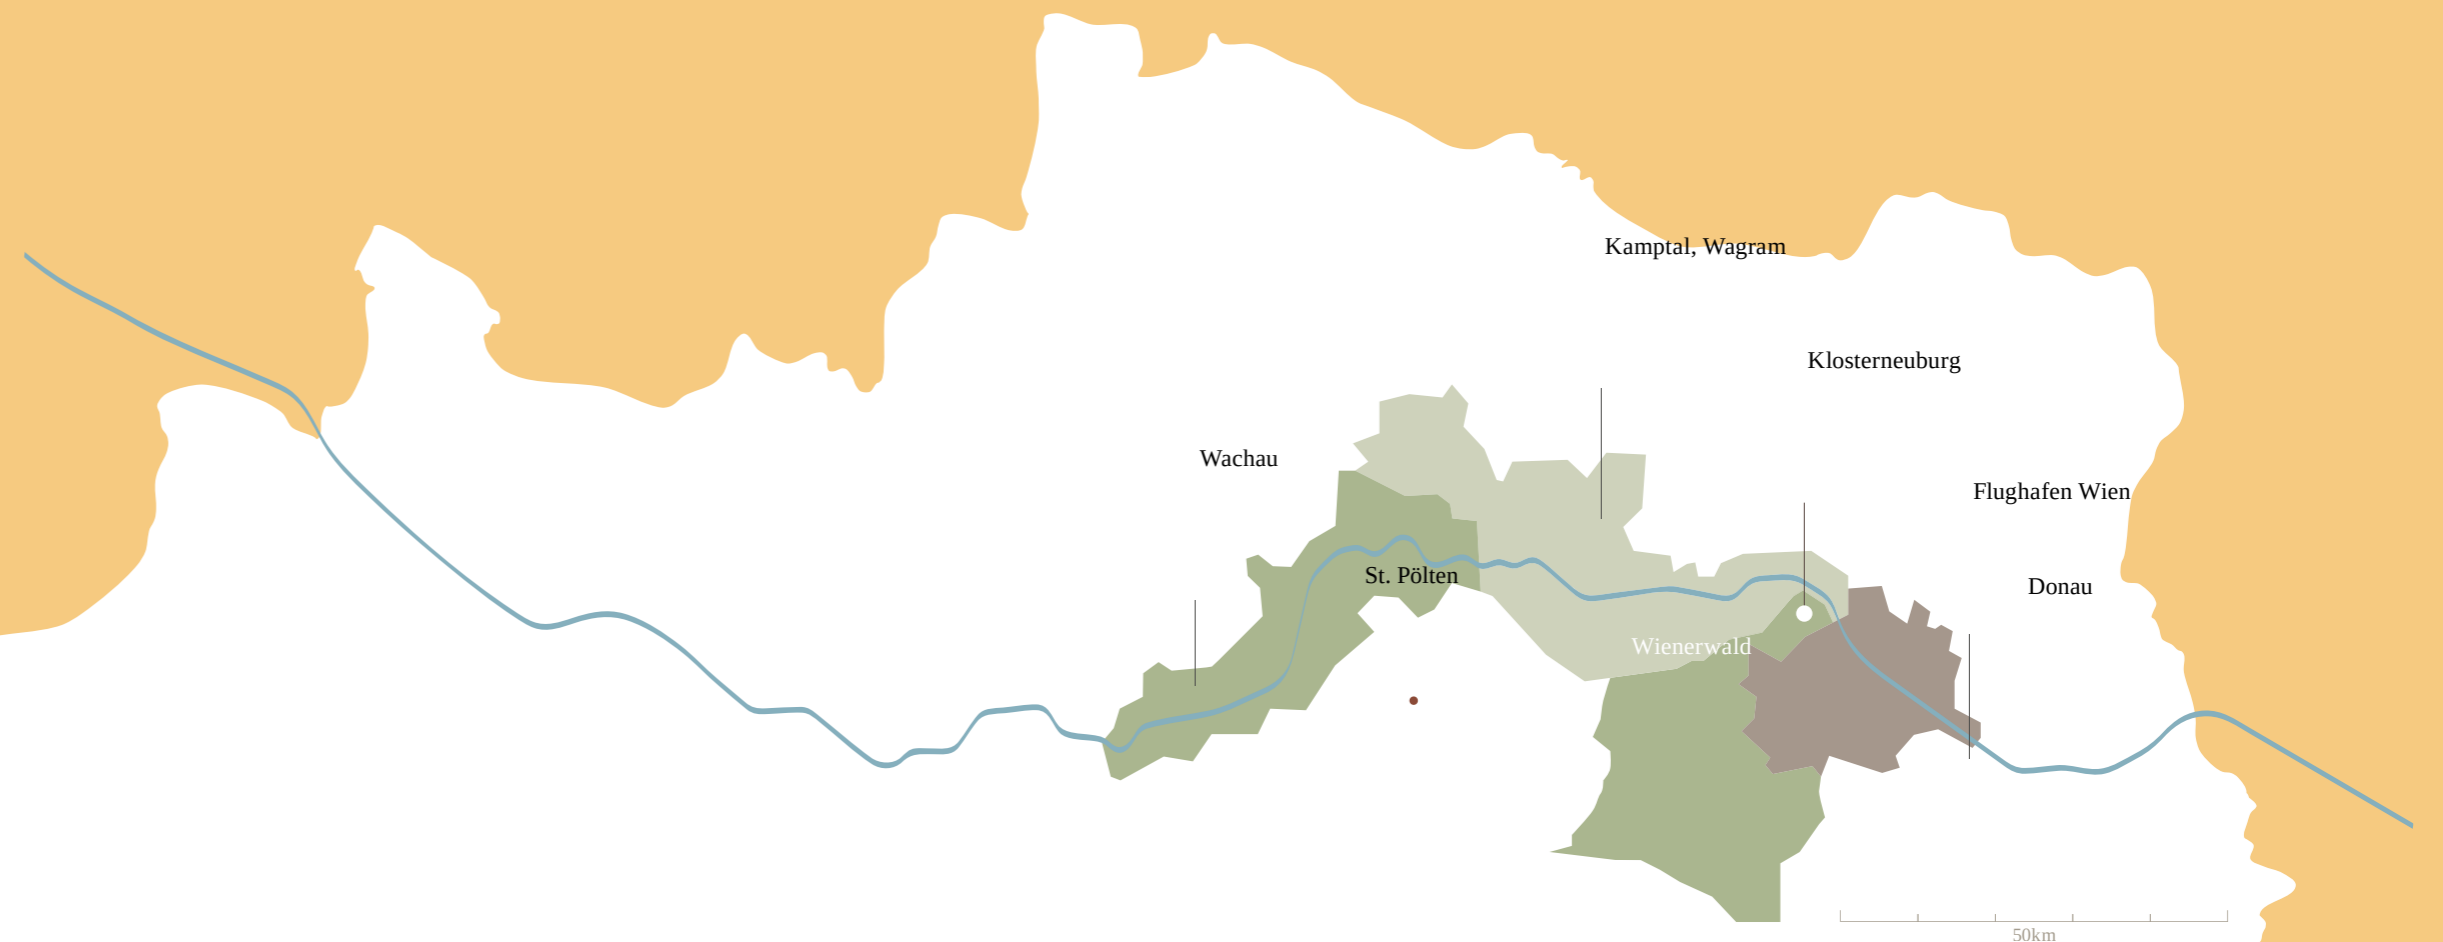 Kamptal, Wagram
Klosterneuburg
Wachau
Flughafen Wien
St. Pölten
Donau
Wienerwald
50km